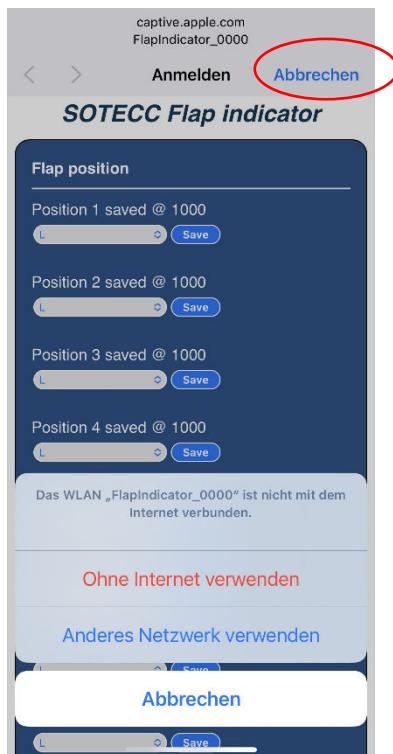 captive.apple.com
FlapIndicator_0000
Anmelden
Abbrechen
SOTECC Flap indicator
Flap position
Position 1 saved @ 1000
L
Save
Position 2 saved @ 1000
L
Save
Position 3 saved @ 1000
L
Save
Position 4 saved @ 1000
L
Save
Das WLAN „FlapIndicator_0000“ ist nicht mit dem
Internet verbunden.
Ohne Internet verwenden
Anderes Netzwerk verwenden
L
Save
Abbrechen
L
Save